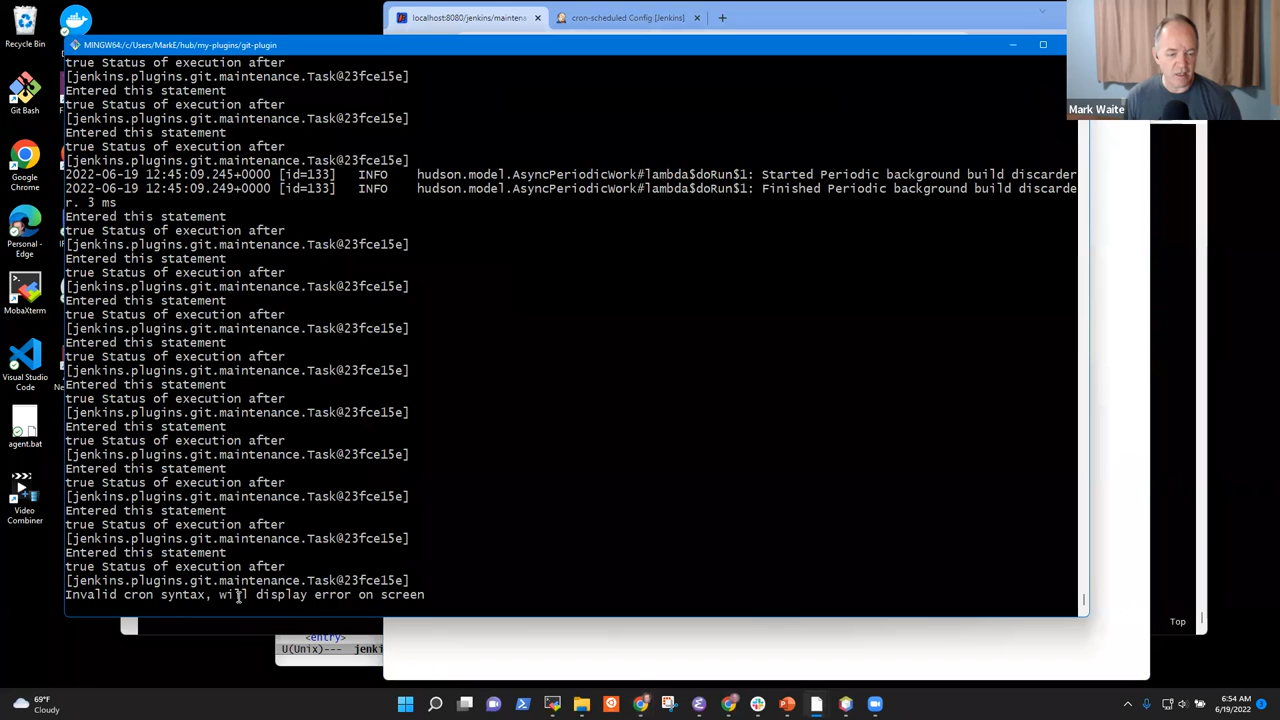 Recycle Bin
localhost:8080/jenkins/maintena
cron-scheduled Config [Jenkins]
MINGW64:/c/Users/MarkE/hub/my-plugins/git-plugin
true Status of execution after
[jenkins.plugins.git.maintenance.Task@23fce15e]
Entered this statement
true Status of execution after
[jenkins.plugins.git.maintenance.Task@23fce15e]
Entered this statement
true Status of execution after
[jenkins.plugins.git.maintenance.Task@23fce15e]
2022-06-19 12:45:09.245+0000 [id=133] INFO hudson.model.AsyncPeriodicWork#lambda$doRun$1: Started Periodic background build discarder
2022-06-19 12:45:09.249+0000 [id=133] INFO hudson.model.AsyncPeriodicWork#lambda$doRun$1: Finished Periodic background build discarde
r. 3 ms
Entered this statement
true Status of execution after
[jenkins.plugins.git.maintenance.Task@23fce15e]
Entered this statement
true Status of execution after
[jenkins.plugins.git.maintenance.Task@23fce15e]
Entered this statement
true Status of execution after
[jenkins.plugins.git.maintenance.Task@23fce15e]
Entered this statement
true Status of execution after
[jenkins.plugins.git.maintenance.Task@23fce15e]
Entered this statement
true Status of execution after
[jenkins.plugins.git.maintenance.Task@23fce15e]
Entered this statement
true Status of execution after
[jenkins.plugins.git.maintenance.Task@23fce15e]
Entered this statement
true Status of execution after
[jenkins.plugins.git.maintenance.Task@23fce15e]
Entered this statement
true Status of execution after
[jenkins.plugins.git.maintenance.Task@23fce15e]
Entered this statement
true Status of execution after
[jenkins.plugins.git.maintenance.Task@23fce15e]
Invalid cron syntax, will display error on screen
Mark Waite
Git Bash
Google
Chrome
Personal -
Edge
MobaXterm
Visual Studio
Code
agent.bat
Video
Combiner
Top
<entry>
U(Unix)--- jenki
69°F
Cloudy
6:54 AM
6/19/2022